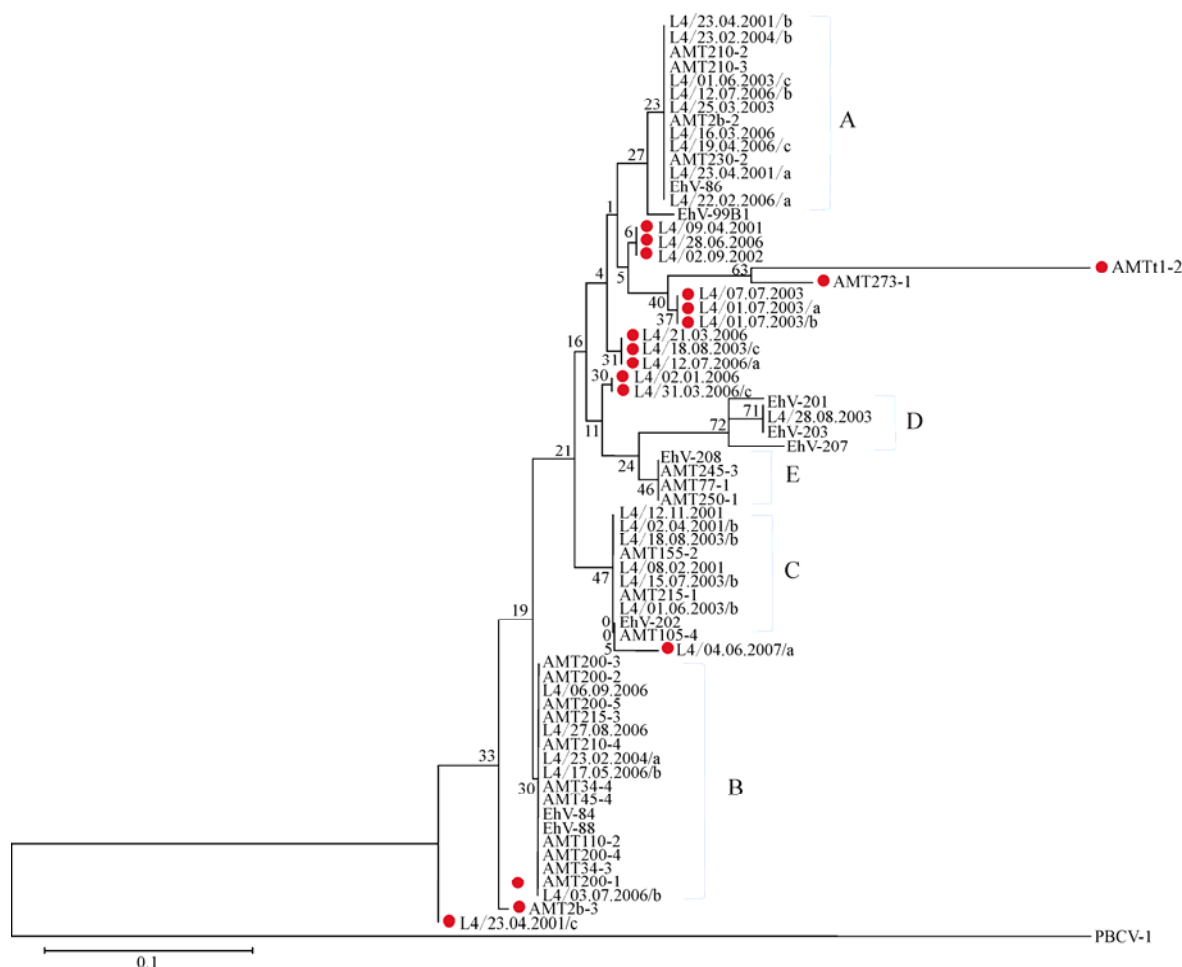 L4/23.04.2001/b
L4/23.02.2004/b
AMT210-2
AMT210-3
L4/01.06.2003/c
L4/12.07.2006/b
23
L4/25.03.2003
AMT2b-2
A
L4/16.03.2006
L4/19.04.2006/c
27
AMT230-2
L4/23.04.2001/a
EhV-86
L4/22.02.2006/a
1
EhV-99B1
6
L4/09.04.2001
L4/28.06.2006
L4/02.09.2002
4
5
63
AMTt1-2
AMT273-1
40
L4/07.07.2003
L4/01.07.2003/a
37
L4/01.07.2003/b
16
L4/21.03.2006
L4/18.08.2003/c
31
L4/12.07.2006/a
30
L4/02.01.2006
L4/31.03.2006/c
EhV-201
71
L4/28.08.2003
D
11
72
EhV-203
EhV-207
21
24
EhV-208
AMT245-3
E
46
AMT77-1
AMT250-1
L4/12.11.2001
L4/02.04.2001/b
L4/18.08.2003/b
AMT155-2
47
L4/08.02.2001
C
L4/15.07.2003/b
AMT215-1
19
L4/01.06.2003/b
0
EhV-202
0
AMT105-4
5
L4/04.06.2007/a
AMT200-3
AMT200-2
L4/06.09.2006
AMT200-5
AMT215-3
L4/27.08.2006
AMT210-4
33
L4/23.02.2004/a
L4/17.05.2006/b
30
AMT34-4
B
AMT45-4
EhV-84
EhV-88
AMT110-2
AMT200-4
AMT34-3
AMT200-1
L4/03.07.2006/b
AMT2b-3
L4/23.04.2001/c
PBCV-1
0.1